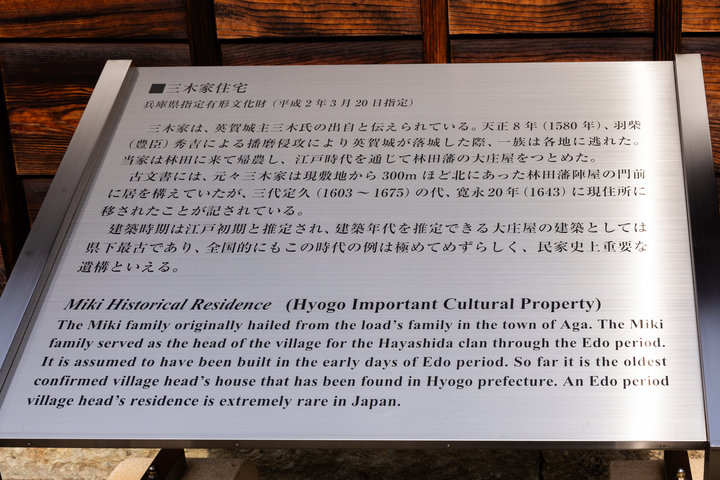 ■三木家住宅
兵庫県指定有形文化財（平成2年3月20日指定）
三木家は、英賀城主三木氏の出自と伝えられている。天正8年（1580年）、羽柴
（豊臣）秀吉による播磨侵攻により英賀城が落城した際、一族は各地に逃れた。
当家は林田に来て帰農し、江戸時代を通じて林田藩の大庄屋をつとめた。
古文書には、元々三木家は現敷地から300mほど北にあった林田藩陣屋の門前
に居を構えていたが、三代定久（1603～1675）の代、寛永20年（1643）に現住所に
移されたことが記されている。
建築時期は江戸初期と推定され、建築年代を推定できる大庄屋の建築としては
県下最古であり、全国的にもこの時代の例は極めてめずらしく、民家史上重要な
遺構といえる。
Miki Historical Residence (Hyogo Important Cultural Property)
The Miki family originally hailed from the load's family in the town of Aga. The Miki
family served as the head of the village for the Hayashida clan through the Edo period.
It is assumed to have been built in the early days of Edo period. So far it is the oldest
confirmed village head's house that has been found in Hyogo prefecture. An Edo period
village head's residence is extremely rare in Japan.